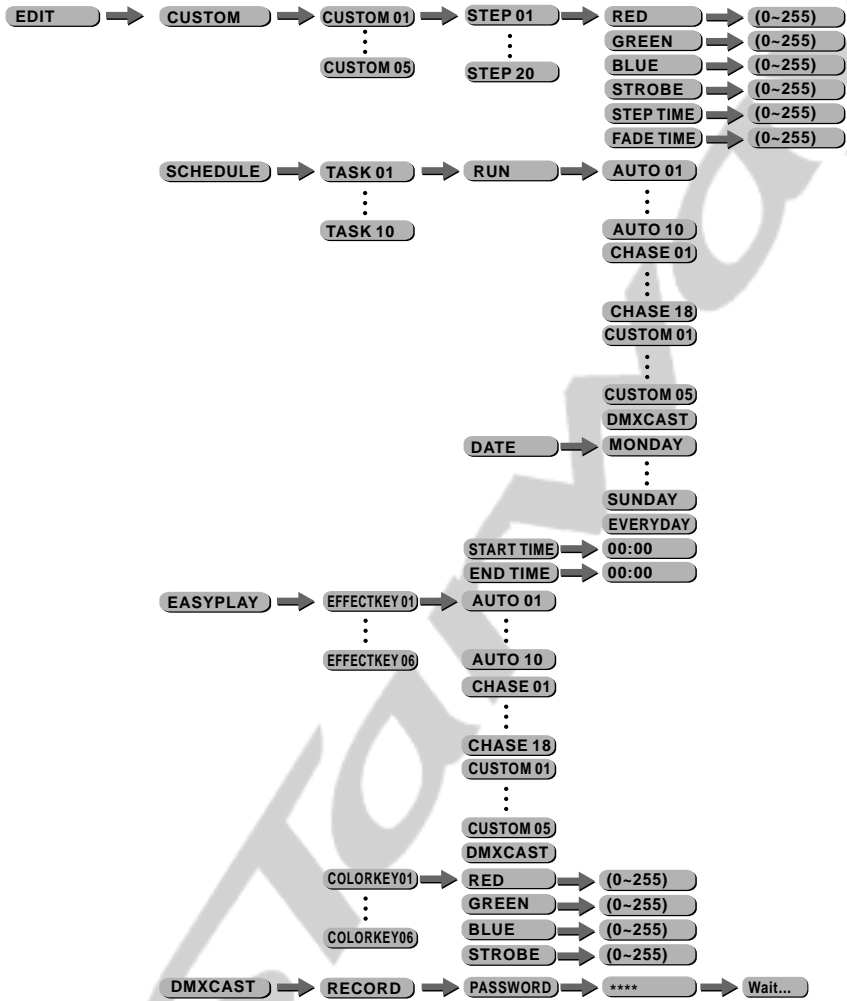 EDIT CUSTOM CUSTOM 01 STEP 01 RED (0~255)
GREEN (0~255)
CUSTOM 05 STEP 20 BLUE (0~255)
STROBE (0~255)
STEP TIME (0~255)
FADE TIME (0~255)
SCHEDULE TASK 01 RUN AUTO 01
TASK 10 AUTO 10
CHASE 01
CHASE 18
CUSTOM 01
CUSTOM 05
DMXCAST
DATE MONDAY
SUNDAY
EVERYDAY
START TIME 00:00
END TIME 00:00
EASYPLAY EFFECTKEY 01 AUTO 01
EFFECTKEY 06 AUTO 10
CHASE 01
CHASE 18
CUSTOM 01
CUSTOM 05
DMXCAST
COLORKEY01 RED (0~255)
GREEN (0~255)
COLORKEY06 BLUE (0~255)
STROBE (0~255)
DMXCAST RECORD PASSWORD **** Wait...